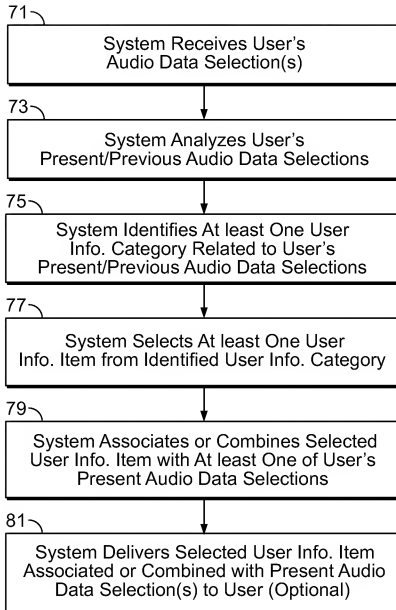 71
System Receives User's
Audio Data Selection(s)
73
System Analyzes User's
Present/Previous Audio Data Selections
75
System Identifies At least One User
Info. Category Related to User's
Present/Previous Audio Data Selections
77
System Selects At least One User
Info. Item from Identified User Info. Category
79
System Associates or Combines Selected
User Info. Item with At least One of User's
Present Audio Data Selections
81
System Delivers Selected User Info. Item
Associated or Combined with Present Audio
Data Selection(s) to User (Optional)